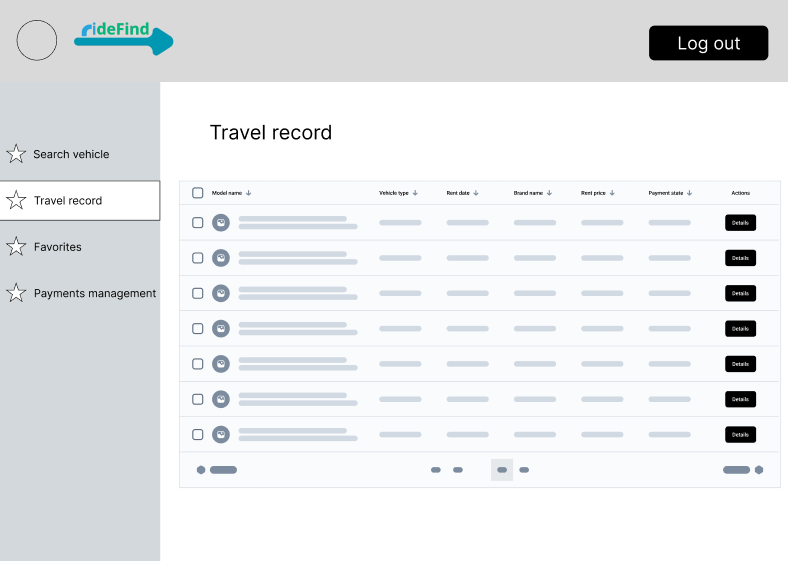 rideFind
Log out
Travel record
Search vehicle
Travel record
Favorites
Payments management
Model name Vehicle type Rent date Brand name Rent price Payment state Actions
Details
Details
Details
Details
Details
Details
Details